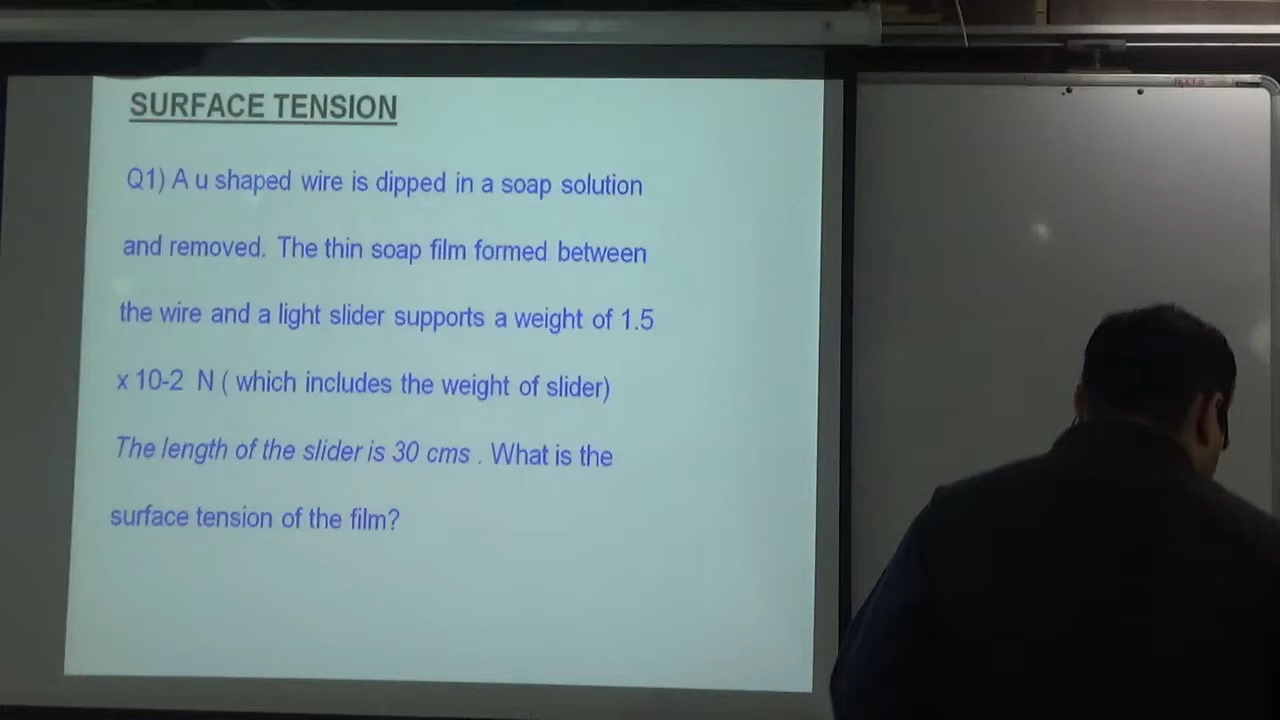 SURFACE TENSION
Q1) A u shaped wire is dipped in a soap solution
and removed. The thin soap film formed between
the wire and a light slider supports a weight of 1.5
x 10-2 N ( which includes the weight of slider)
The length of the slider is 30 cms . What is the
surface tension of the film?